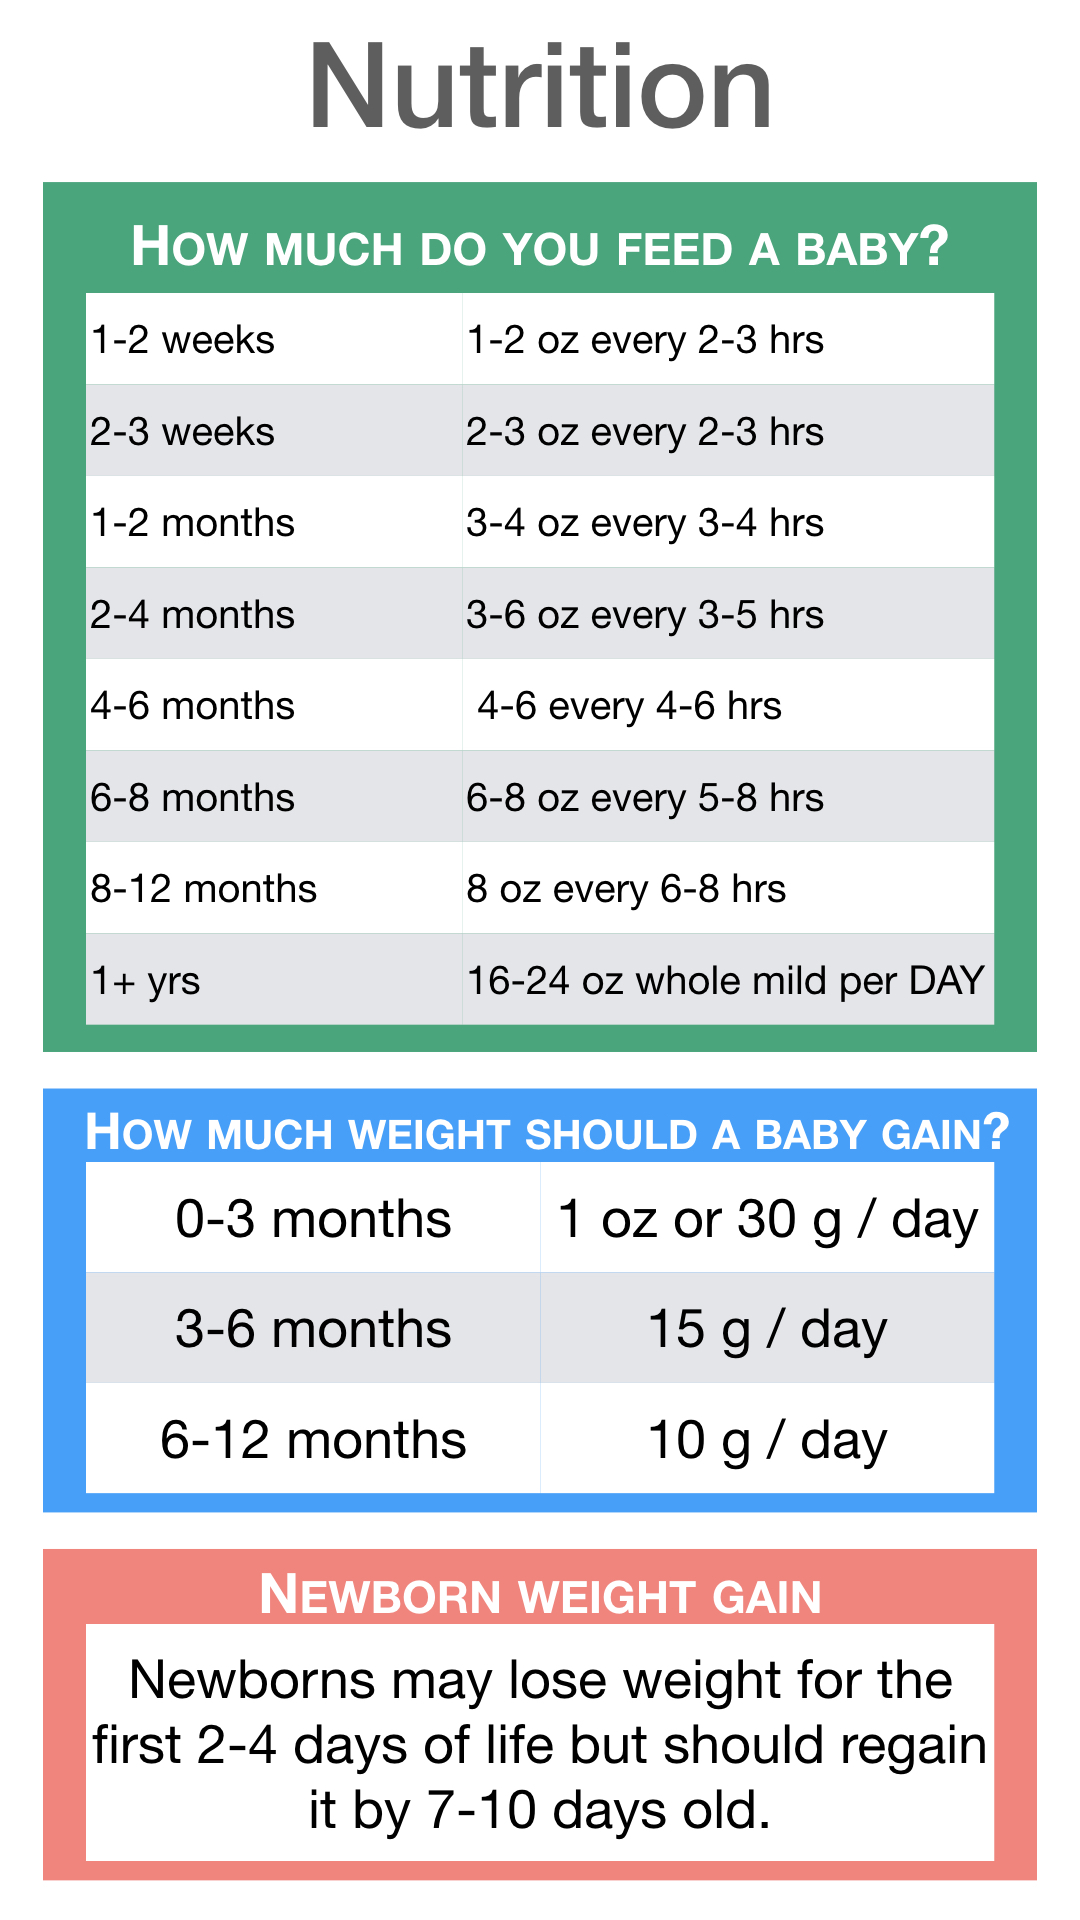 Nutrition
How much do you feed a baby?
1-2 weeks 1-2 oz every 2-3 hrs
2-3 weeks 2-3 oz every 2-3 hrs
1-2 months 3-4 oz every 3-4 hrs
2-4 months 3-6 oz every 3-5 hrs
4-6 months 4-6 every 4-6 hrs
6-8 months 6-8 oz every 5-8 hrs
8-12 months 8 oz every 6-8 hrs
1+ yrs 16-24 oz whole mild per DAY
How much weight should a baby gain?
0-3 months 1 oz or 30 g / day
3-6 months 15 g / day
6-12 months 10 g / day
Newborn weight gain
Newborns may lose weight for the
first 2-4 days of life but should regain
it by 7-10 days old.